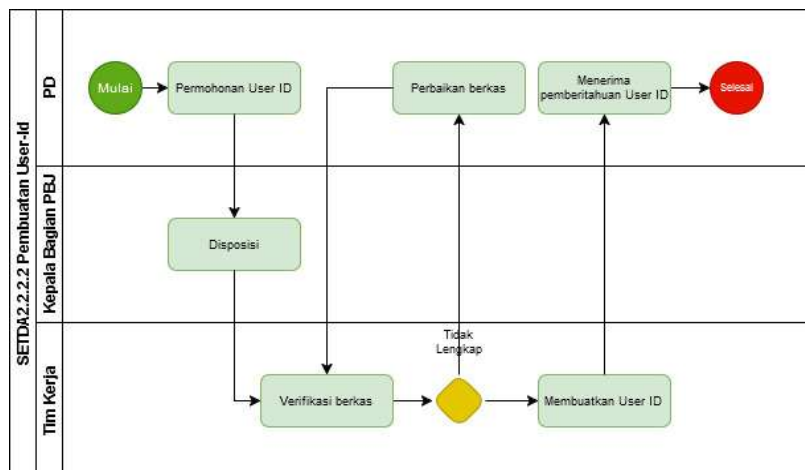 SETDA2.2.2.2 Pembuatan User-Id
PD
Mulai
Permohonan User ID
Perbaikan berkas
Menerima
pemberitahuan User ID
Selesai
Kepala Bagian PBJ
Disposisi
Tim Kerja
Verifikasi berkas
Tidak
Lengkap
Membuatkan User ID